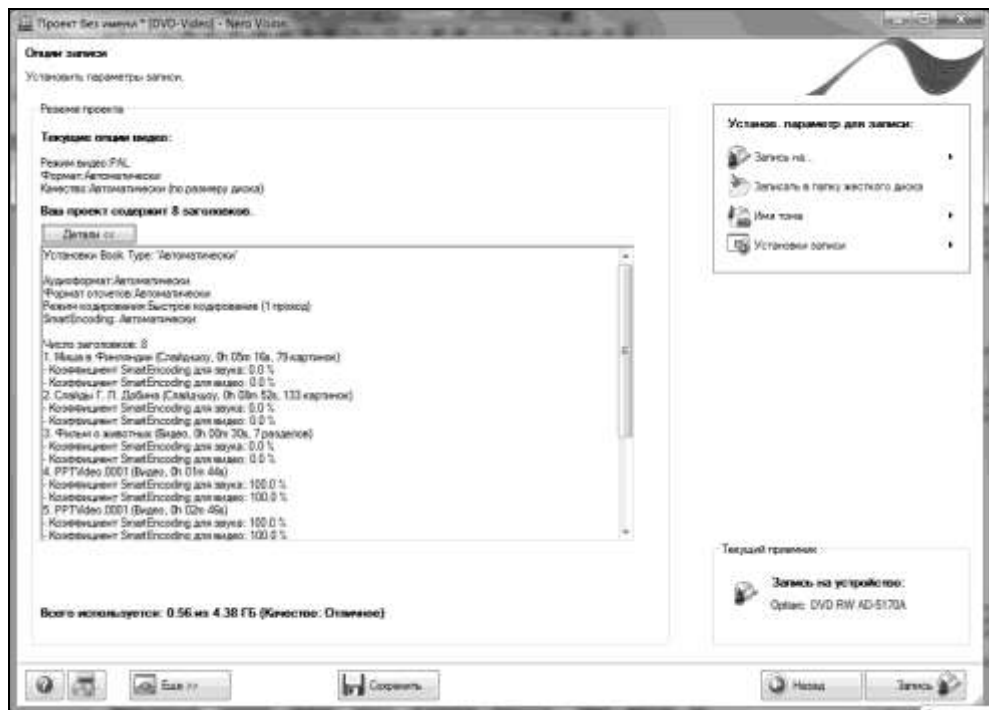 Проект без имени * [DVD-Video] - Nero Vision
Опции записи
Установить параметры записи.
Резюме проекта
Текущие опции видео:
Режим видео:PAL
Формат:Автоматически
Качество:Автоматически (по размеру диска)
Ваш проект содержит 8 заголовков.
Детали <<
Установки Book Type: 'Автоматически'
Аудиоформат:Автоматически
Формат отсчетов:Автоматически
Режим кодирования:Быстрое кодирование (1 проход)
SmartEncoding: Автоматически
Число заголовков: 8
1. Миша в Финляндии (Слайдшоу, 0h 05m 16s, 79 картинок)
- Коэффициент SmartEncoding для звука: 0.0 %
- Коэффициент SmartEncoding для видео: 0.0 %
2. Слайды Г. П. Добина (Слайдшоу, 0h 08m 52s, 133 картинок)
- Коэффициент SmartEncoding для звука: 0.0 %
- Коэффициент SmartEncoding для видео: 0.0 %
3. Фильм о животных (Видео, 0h 00m 30s, 7 разделов)
- Коэффициент SmartEncoding для звука: 0.0 %
- Коэффициент SmartEncoding для видео: 0.0 %
4. PPTVideo.0001 (Видео, 0h 01m 44s)
- Коэффициент SmartEncoding для звука: 100.0 %
- Коэффициент SmartEncoding для видео: 100.0 %
5. PPTVideo.0001 (Видео, 0h 02m 46s)
- Коэффициент SmartEncoding для звука: 100.0 %
- Коэффициент SmartEncoding для видео: 100.0 %
Всего используется: 0.56 из 4.38 ГБ (Качество: Отличное)
Установ. параметр для записи:
Запись на..
Записать в папку жесткого диска
Имя тома
Установки записи
Текущий приемник
Запись на устройство:
Optiarc DVD RW AD-5170A
Еще >>
Сохранить
Назад
Запись